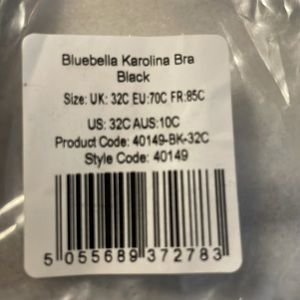 Bluebella Karolina Bra
Black
Size: UK: 32C EU:70C FR:85C
US: 32C AUS:10C
Product Code: 40149-BK-32C
Style Code: 40149
5 055689 372783